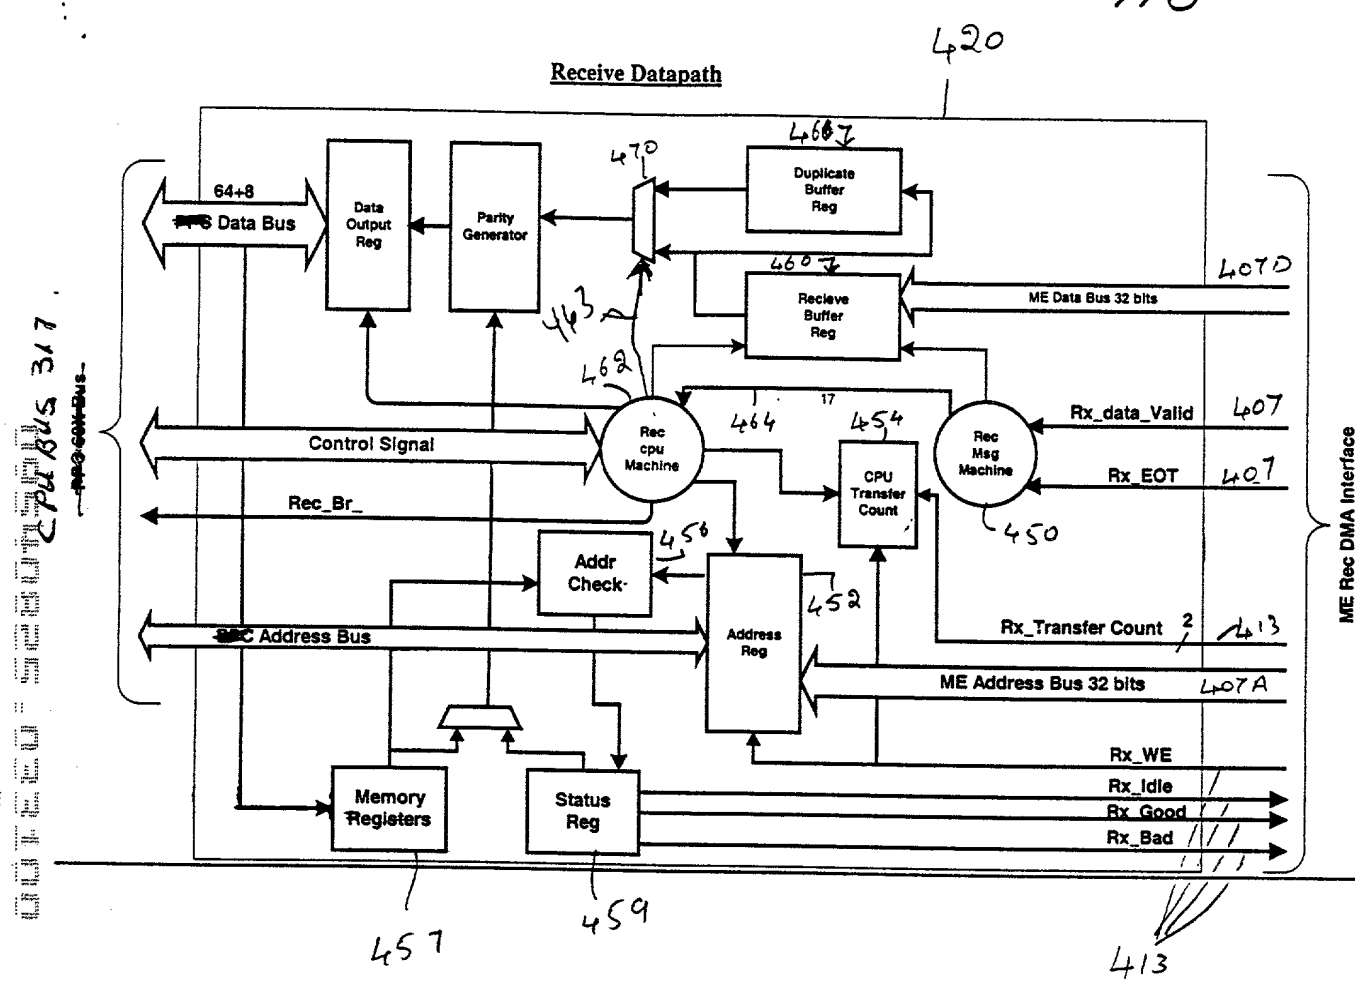 420
Receive Datapath
470
Duplicate
Buffer
Reg
64+8
Data Bus
Data
Output
Reg
Parity
Generator
460
407D
ME Data Bus 32 bits
Recieve
Buffer
Reg
443
462
464
17
454
Rx_data_Valid
407
CPU BUS 317
Control Signal
Rec
cpu
Machine
Rec
Msg
Machine
CPU
Transfer
Count
Rx_EOT
407
Rec_Br_
450
ME Rec DMA Interface
Addr
Check
456
452
C Address Bus
Address
Reg
Rx_Transfer Count
2
413
ME Address Bus 32 bits
407A
Rx_WE
Memory
Registers
Status
Reg
Rx_Idle
Rx_Good
Rx_Bad
457
459
413